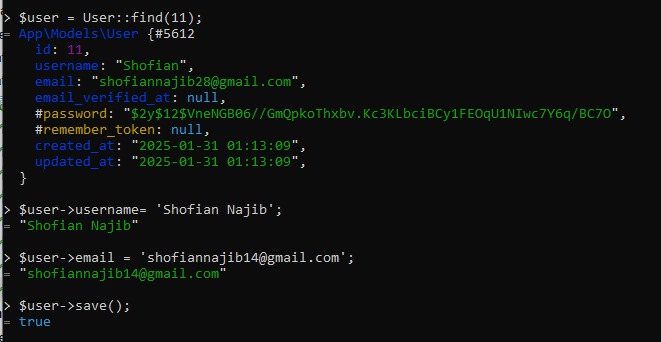 > $user = User::find(11);
= App\Models\User {#5612
id: 11,
username: "Shofian",
email: "shofiannajib28@gmail.com",
email_verified_at: null,
#password: "$2y$12$VneNGB06//GmQpkoThxbv.Kc3KLbciBCy1FEOqU1NIwc7Y6q/BC7O",
#remember_token: null,
created_at: "2025-01-31 01:13:09",
updated_at: "2025-01-31 01:13:09",
}
> $user->username= 'Shofian Najib';
= "Shofian Najib"
> $user->email = 'shofiannajib14@gmail.com';
= "shofiannajib14@gmail.com"
> $user->save();
= true